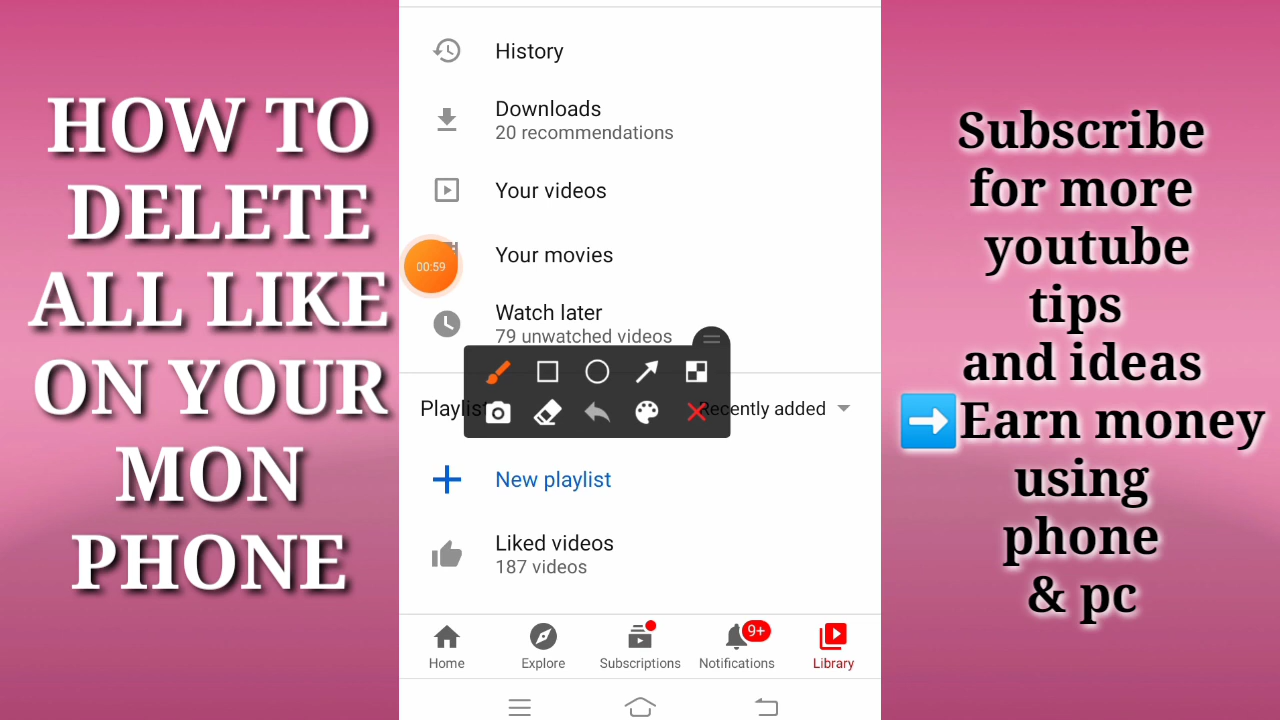 HOW TO
DELETE
ALL LIKE
ON YOUR
MON
PHONE
History
Downloads
20 recommendations
Your videos
Your movies
00:59
Watch later
79 unwatched videos
Recently added
New playlist
Liked videos
187 videos
Home
Explore
Subscriptions
9+
Notifications
Library
Subscribe
for more
youtube
tips
and ideas
➡️Earn money
using
phone
& pc